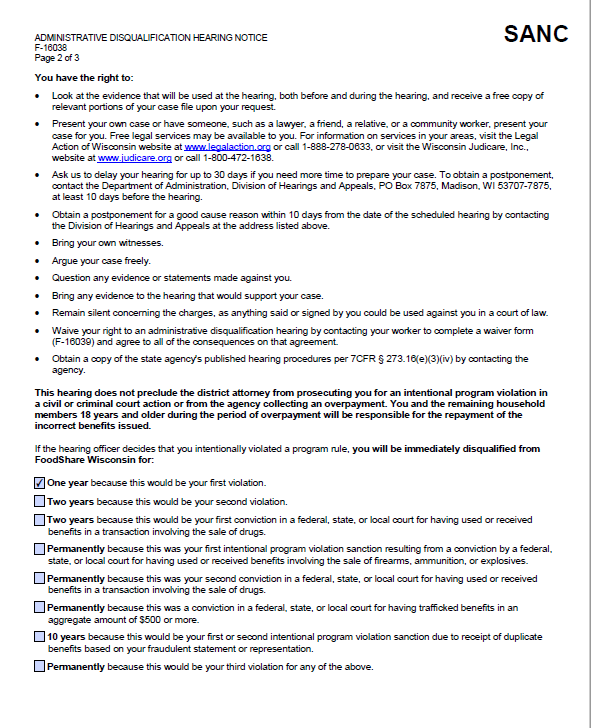 SANC
ADMINISTRATIVE DISQUALIFICATION HEARING NOTICE
F-16038
Page 2 of 3
You have the right to:
• Look at the evidence that will be used at the hearing, both before and during the hearing, and receive a free copy of
relevant portions of your case file upon your request.
• Present your own case or have someone, such as a lawyer, a friend, a relative, or a community worker, present your
case for you. Free legal services may be available to you. For information on services in your areas, visit the Legal
Action of Wisconsin website at www.legalaction.org or call 1-888-278-0633, or visit the Wisconsin Judicare, Inc.,
website at www.judicare.org or call 1-800-472-1638.
• Ask us to delay your hearing for up to 30 days if you need more time to prepare your case. To obtain a postponement,
contact the Department of Administration, Division of Hearings and Appeals, PO Box 7875, Madison, WI 53707-7875,
at least 10 days before the hearing.
• Obtain a postponement for a good cause reason within 10 days from the date of the scheduled hearing by contacting
the Division of Hearings and Appeals at the address listed above.
• Bring your own witnesses.
• Argue your case freely.
• Question any evidence or statements made against you.
• Bring any evidence to the hearing that would support your case.
• Remain silent concerning the charges, as anything said or signed by you could be used against you in a court of law.
• Waive your right to an administrative disqualification hearing by contacting your worker to complete a waiver form
(F-16039) and agree to all of the consequences on that agreement.
• Obtain a copy of the state agency's published hearing procedures per 7CFR § 273.16(e)(3)(iv) by contacting the
agency.
This hearing does not preclude the district attorney from prosecuting you for an intentional program violation in
a civil or criminal court action or from the agency collecting an overpayment. You and the remaining household
members 18 years and older during the period of overpayment will be responsible for the repayment of the
incorrect benefits issued.
If the hearing officer decides that you intentionally violated a program rule, you will be immediately disqualified from
FoodShare Wisconsin for:
✓ One year because this would be your first violation.
Two years because this would be your second violation.
Two years because this would be your first conviction in a federal, state, or local court for having used or received
benefits in a transaction involving the sale of drugs.
Permanently because this was your first intentional program violation sanction resulting from a conviction by a federal,
state, or local court for having used or received benefits involving the sale of firearms, ammunition, or explosives.
Permanently because this was your second conviction in a federal, state, or local court for having used or received
benefits in a transaction involving the sale of drugs.
Permanently because this was a conviction in a federal, state, or local court for having trafficked benefits in an
aggregate amount of $500 or more.
10 years because this would be your first or second intentional program violation sanction due to receipt of duplicate
benefits based on your fraudulent statement or representation.
Permanently because this would be your third violation for any of the above.